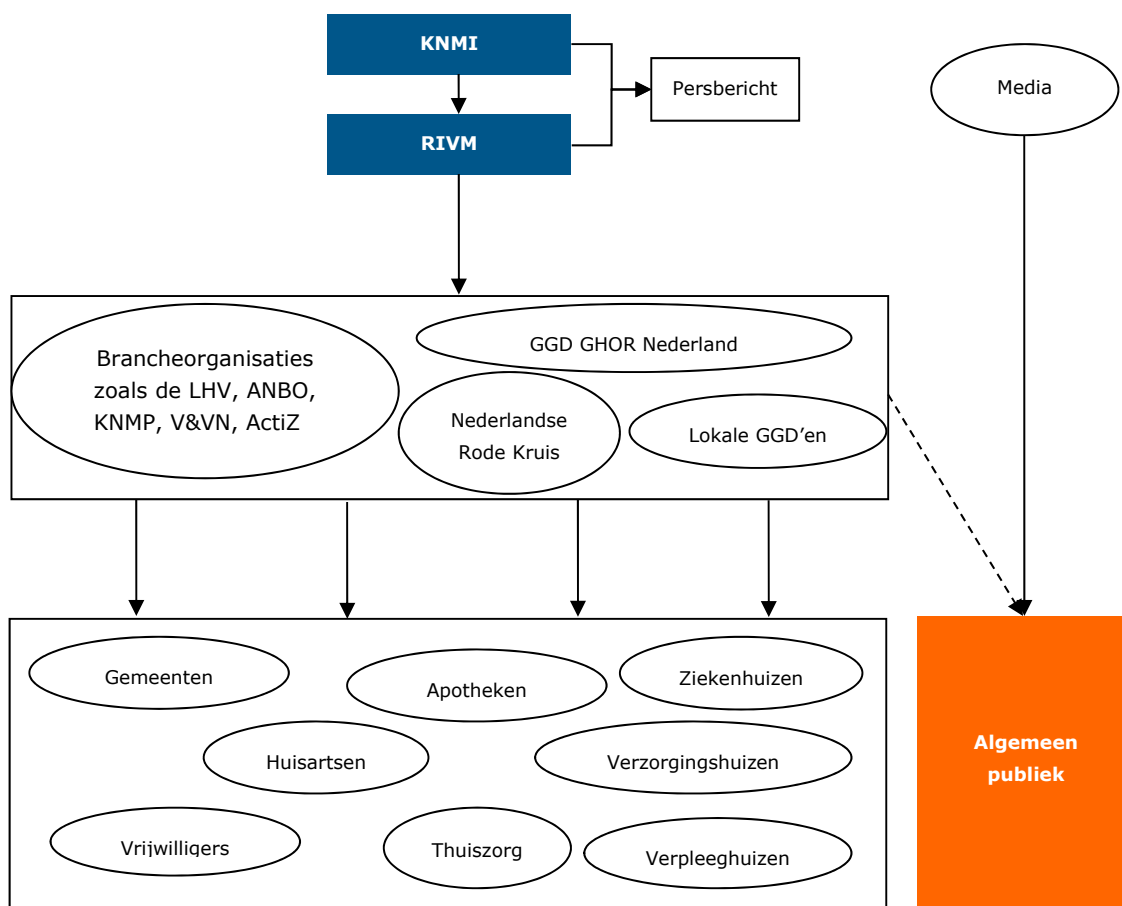 KNMI
Persbericht
Media
RIVM
Brancheorganisaties
zoals de LHV, ANBO,
KNMP, V&VN, ActiZ
GGD GHOR Nederland
Nederlandse
Rode Kruis
Lokale GGD’en
Gemeenten
Apotheken
Ziekenhuizen
Huisartsen
Verzorgingshuizen
Vrijwilligers
Thuiszorg
Verpleeghuizen
Algemeen
publiek